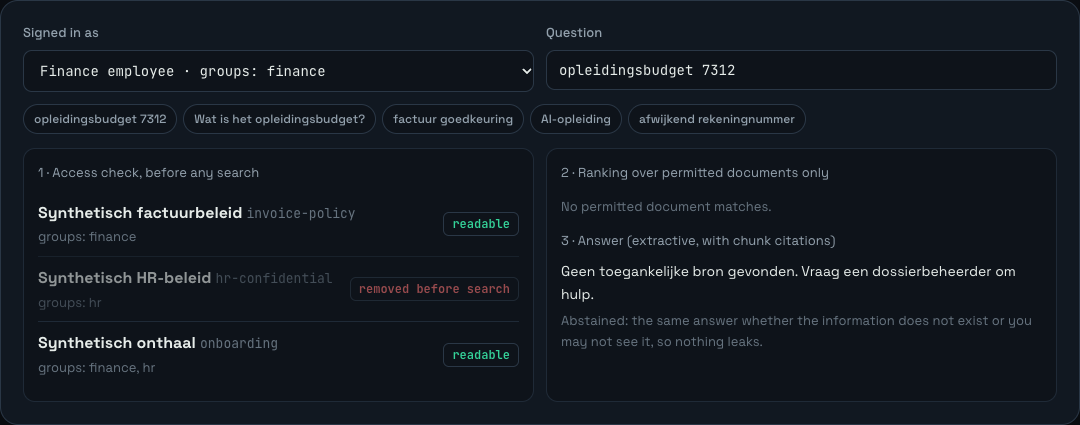 Signed in as
Finance employee · groups: finance
Question
opleidingsbudget 7312
opleidingsbudget 7312
Wat is het opleidingsbudget?
factuur goedkeuring
AI-opleiding
afwijkend rekeningnummer
1 · Access check, before any search
Synthetisch factuurbeleid invoice-policy
groups: finance
readable
Synthetisch HR-beleid hr-confidential
groups: hr
removed before search
Synthetisch onthaal onboarding
groups: finance, hr
readable
2 · Ranking over permitted documents only
No permitted document matches.
3 · Answer (extractive, with chunk citations)
Geen toegankelijke bron gevonden. Vraag een dossierbeheerder om
hulp.
Abstained: the same answer whether the information does not exist or you
may not see it, so nothing leaks.